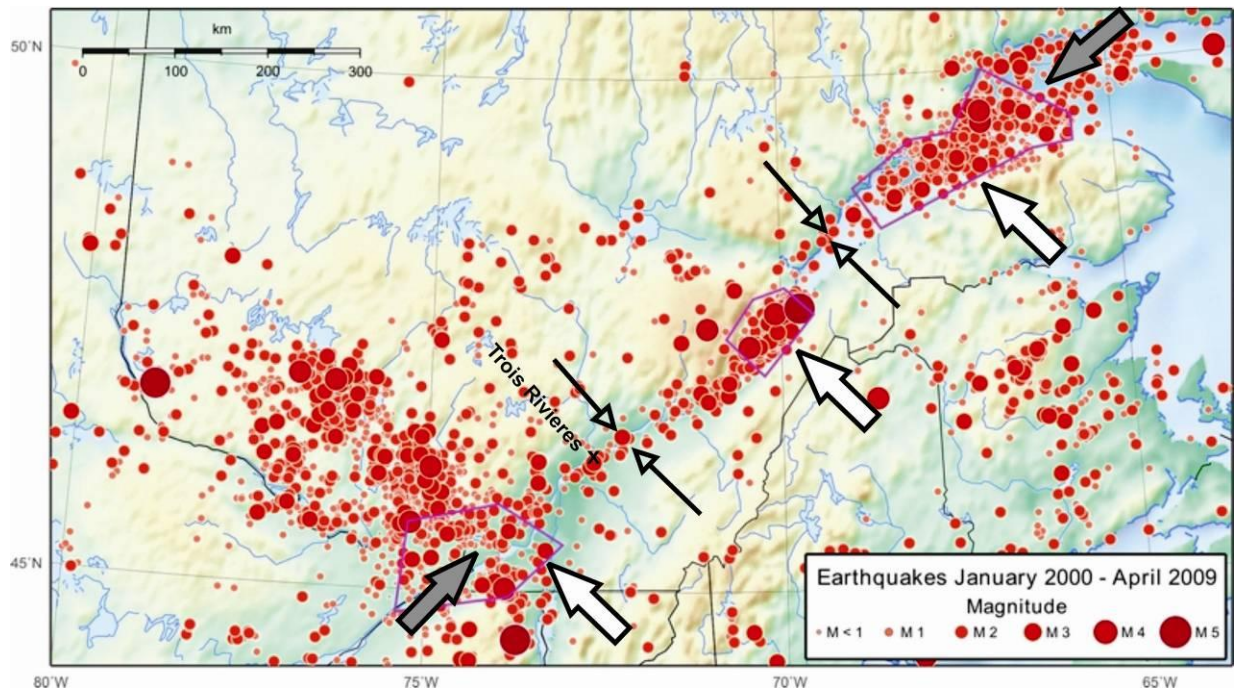 50°N
km
0 100 200 300
Trois Rivieres x
45°N
Earthquakes January 2000 - April 2009
Magnitude
M < 1 M 1 M 2 M 3 M 4 M 5
80°W 75°W 70°W 65°W